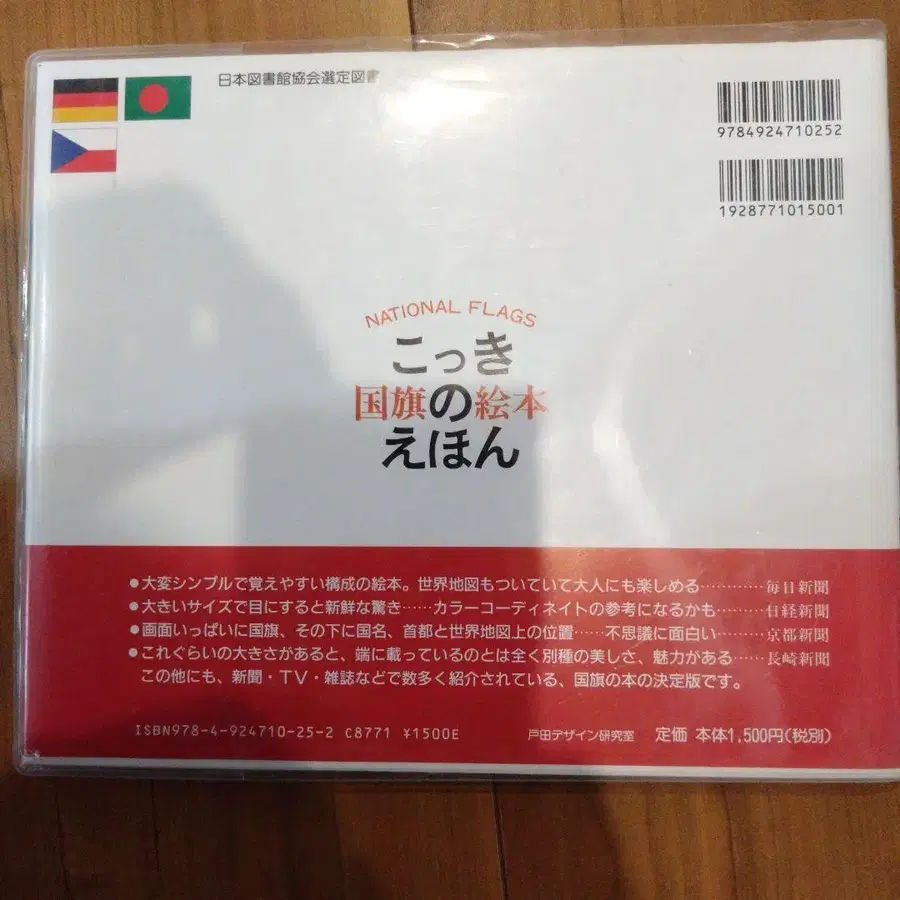 日本図書館協会選定図書
9784924710252
1928771015001
NATIONAL FLAGS
こっき
国旗の絵本
えほん
●大変シンプルで覚えやすい構成の絵本。世界地図もついていて大人にも楽しめる…………毎日新聞
●大きいサイズで目にすると新鮮な驚き……カラーコーディネイトの参考になるかも……日経新聞
●画面いっぱいに国旗、その下に国名、首都と世界地図上の位置……不思議に面白い………京都新聞
●これぐらいの大きさがあると、端に載っているのとは全く別種の美しさ、魅力がある……長崎新聞
この他にも、新聞・TV・雑誌などで数多く紹介されている、国旗の本の決定版です。
ISBN978-4-924710-25-2 C8771 ¥1500E 戸田デザイン研究室 定価 本体1,500円(税別)